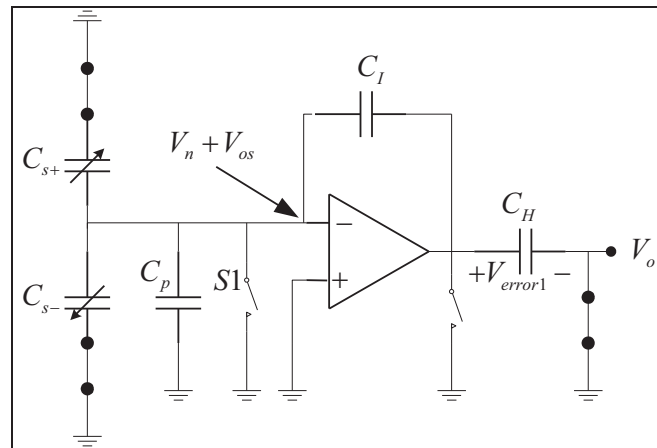 C_I
V_n + V_os
C_s+
C_H
V_o
−
C_p
S1
+V_error1 −
C_s−
+